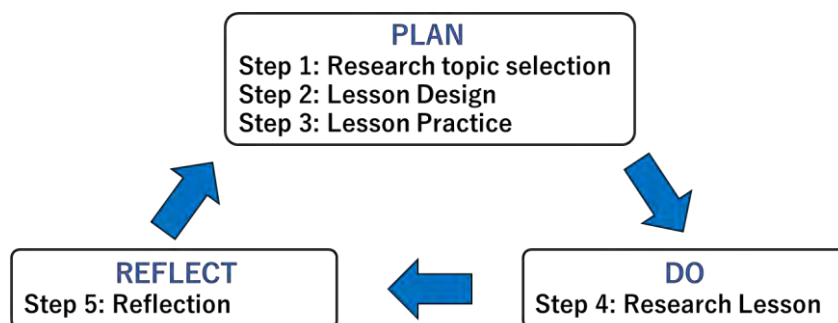 PLAN
Step 1: Research topic selection
Step 2: Lesson Design
Step 3: Lesson Practice
REFLECT
Step 5: Reflection
DO
Step 4: Research Lesson